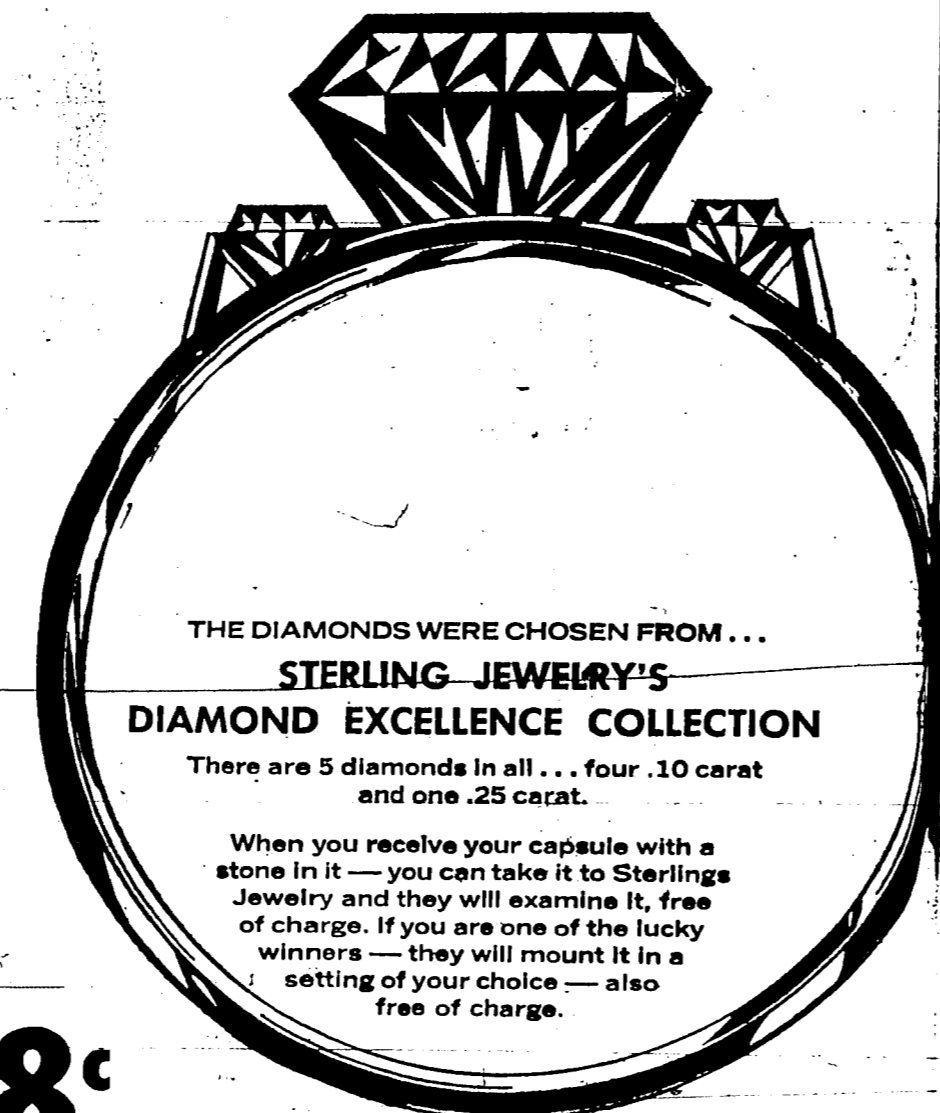 THE DIAMONDS WERE CHOSEN FROM...
STERLING JEWELRY'S
DIAMOND EXCELLENCE COLLECTION
There are 5 diamonds in all... four .10 carat
and one .25 carat.
When you receive your capsule with a
stone in it — you can take it to Sterlings
Jewelry and they will examine it, free
of charge. If you are one of the lucky
winners — they will mount it in a
setting of your choice — also
free of charge.
8¢